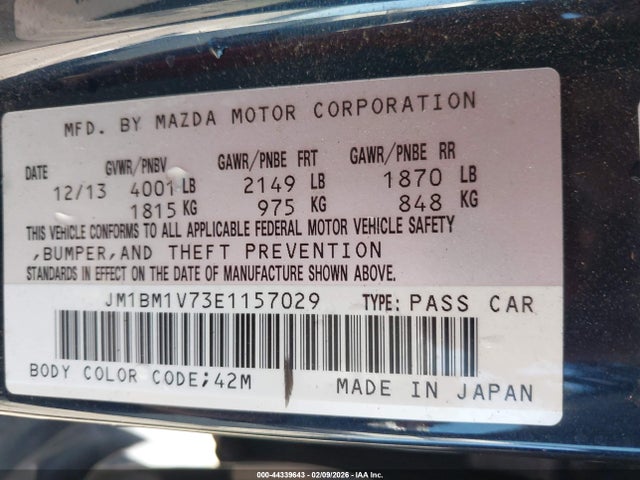 MFD. BY MAZDA MOTOR CORPORATION
DATE GVWR/PNBV GAWR/PNBE FRT GAWR/PNBE RR
12/13 4001 LB 2149 LB 1870 LB
1815 KG 975 KG 848 KG
THIS VEHICLE CONFORMS TO ALL APPLICABLE FEDERAL MOTOR VEHICLE SAFETY
,BUMPER,AND THEFT PREVENTION
STANDARDS IN EFFECT ON THE DATE OF MANUFACTURE SHOWN ABOVE.
JM1BM1V73E1157029 TYPE: PASS CAR
BODY COLOR CODE;42M MADE IN JAPAN
000-44339643 - 02/09/2026 - IAA Inc.